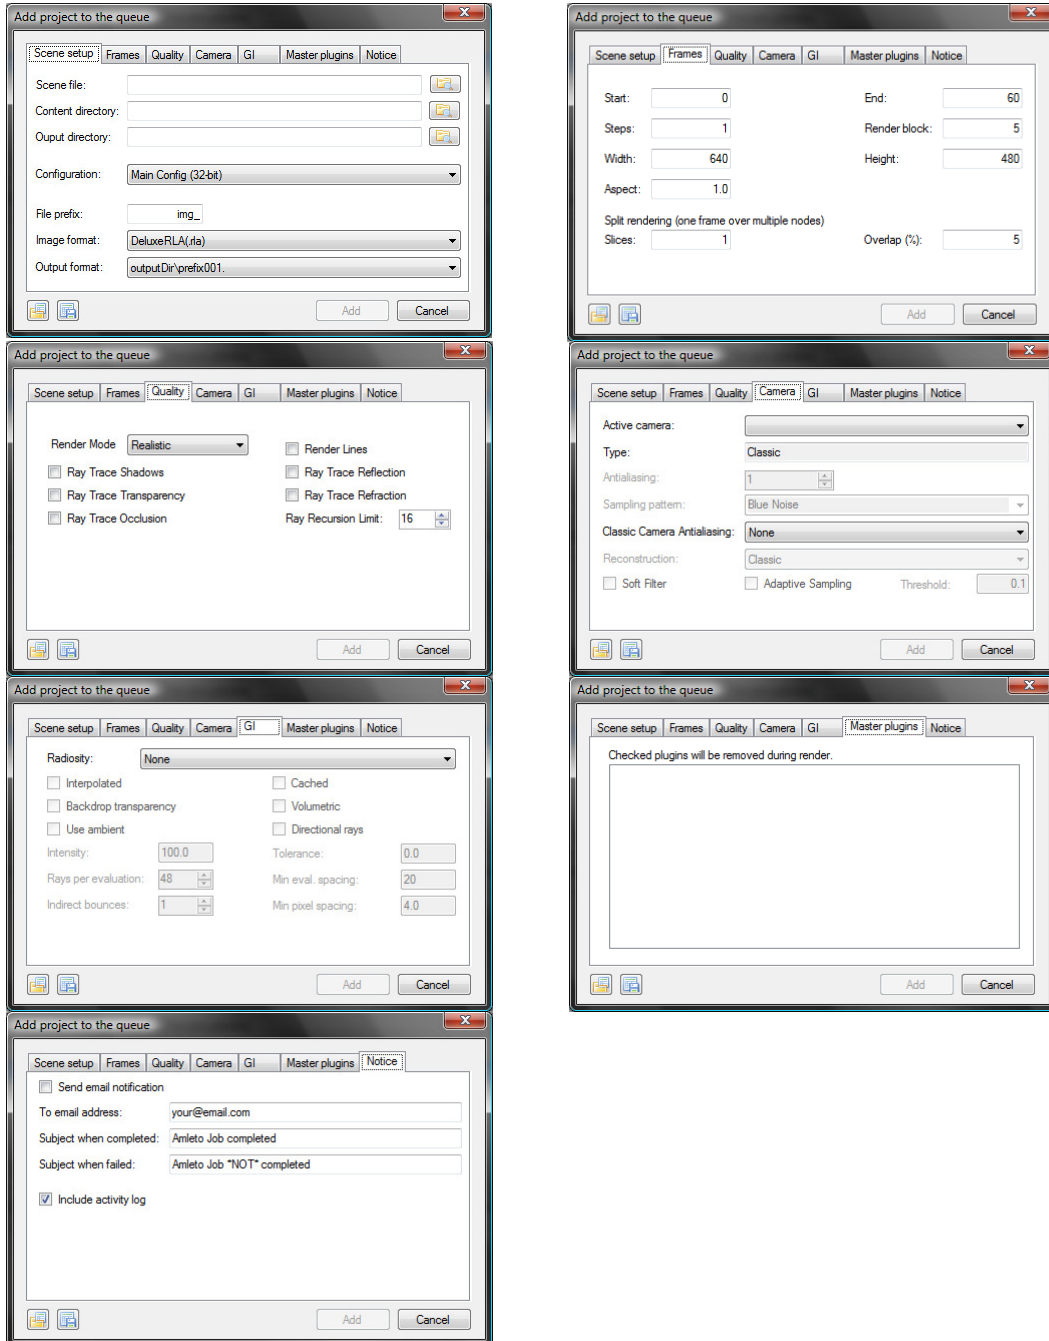 Add project to the queue
Scene setup Frames Quality Camera GI Master plugins Notice
Scene file:
Content directory:
Ouput directory:
Configuration: Main Config (32-bit)
File prefix: img_
Image format: DeluxeRLA(.rla)
Output format: outputDir\prefix001.
Add Cancel
Add project to the queue
Scene setup Frames Quality Camera GI Master plugins Notice
Start: 0 End: 60
Steps: 1 Render block: 5
Width: 640 Height: 480
Aspect: 1.0
Split rendering (one frame over multiple nodes)
Slices: 1 Overlap (%): 5
Add Cancel
Add project to the queue
Scene setup Frames Quality Camera GI Master plugins Notice
Render Mode Realistic Render Lines
Ray Trace Shadows Ray Trace Reflection
Ray Trace Transparency Ray Trace Refraction
Ray Trace Occlusion Ray Recursion Limit: 16
Add Cancel
Add project to the queue
Scene setup Frames Quality Camera GI Master plugins Notice
Active camera:
Type: Classic
Antialiasing: 1
Sampling pattern: Blue Noise
Classic Camera Antialiasing: None
Reconstruction: Classic
Soft Filter Adaptive Sampling Threshold: 0.1
Add Cancel
Add project to the queue
Scene setup Frames Quality Camera GI Master plugins Notice
Radiosity: None
Interpolated Cached
Backdrop transparency Volumetric
Use ambient Directional rays
Intensity: 100.0 Tolerance: 0.0
Rays per evaluation: 48 Min eval. spacing: 20
Indirect bounces: 1 Min pixel spacing: 4.0
Add Cancel
Add project to the queue
Scene setup Frames Quality Camera GI Master plugins Notice
Checked plugins will be removed during render.
Add Cancel
Add project to the queue
Scene setup Frames Quality Camera GI Master plugins Notice
Send email notification
To email address: your@email.com
Subject when completed: Amleto Job completed
Subject when failed: Amleto Job *NOT* completed
Include activity log
Add Cancel